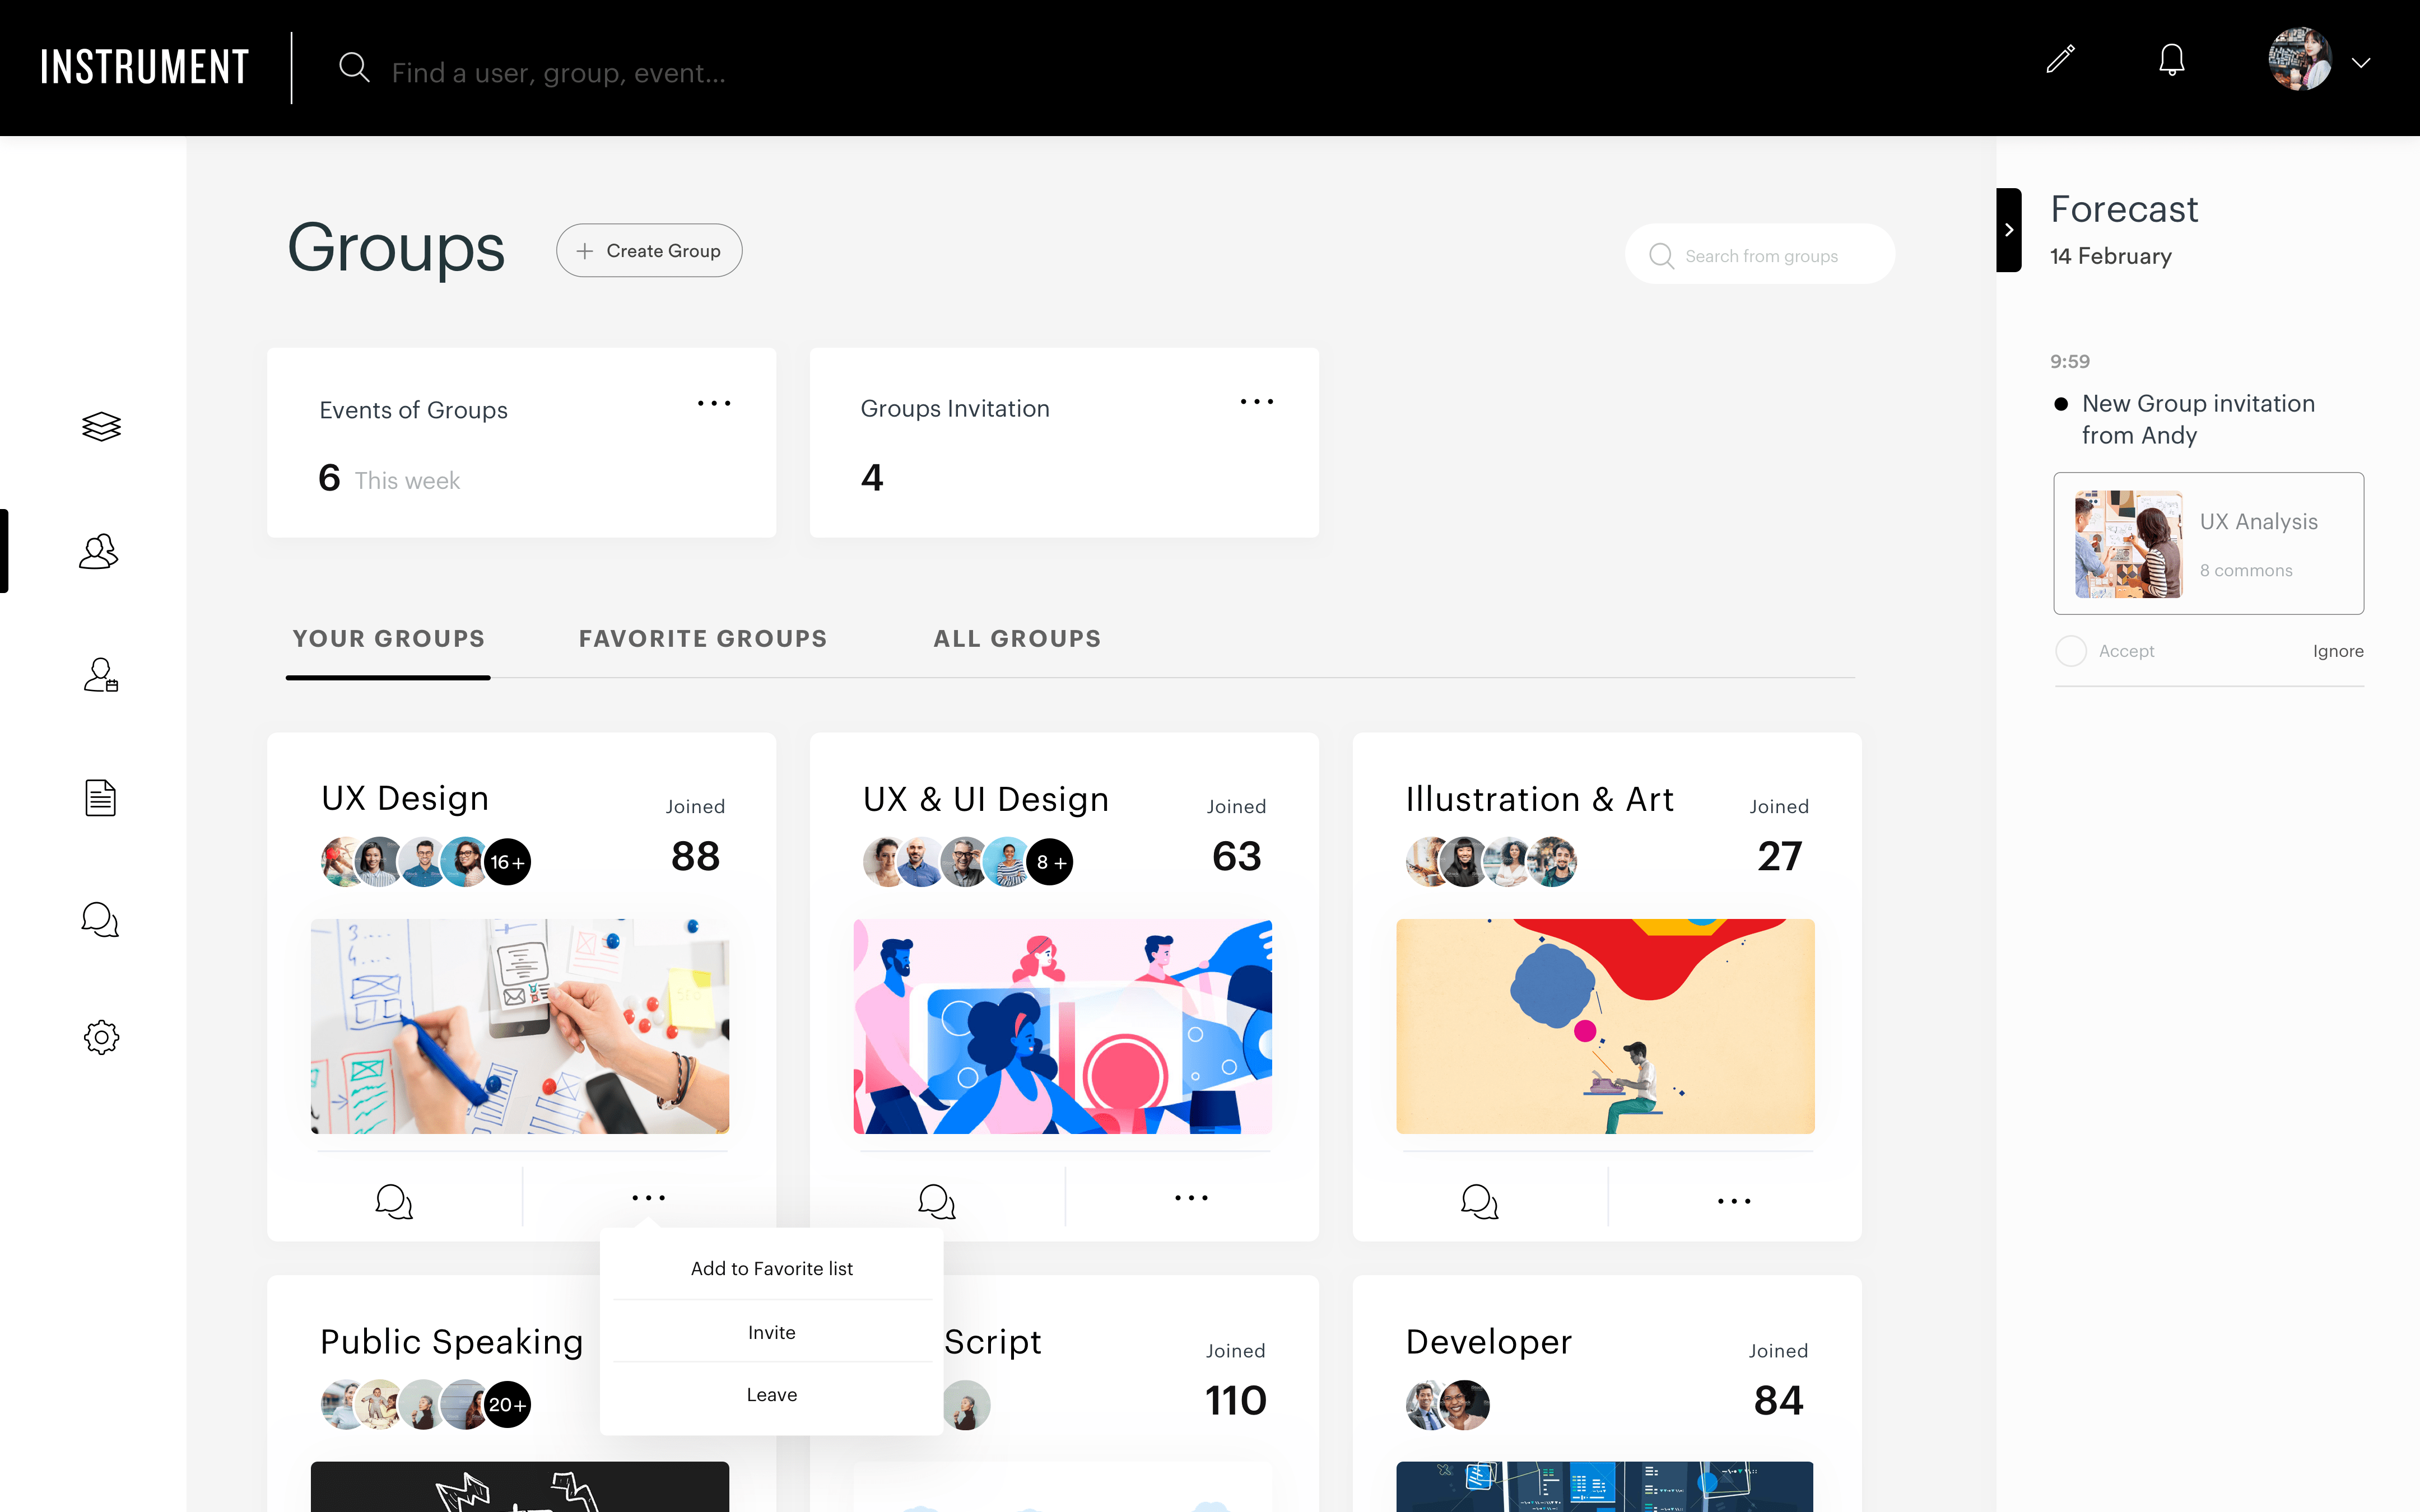 INSTRUMENT
Find a user, group, event...
Groups
Create Group
Search from groups
Forecast
14 February
Events of Groups
6 This week
Groups Invitation
4
9:59
New Group invitation
from Andy
UX Analysis
8 commons
Accept
Ignore
YOUR GROUPS
FAVORITE GROUPS
ALL GROUPS
UX Design
Joined
16+
88
UX & UI Design
Joined
8 +
63
Illustration & Art
Joined
27
Add to Favorite list
Invite
Leave
Public Speaking
20+
Script
Joined
110
Developer
Joined
84